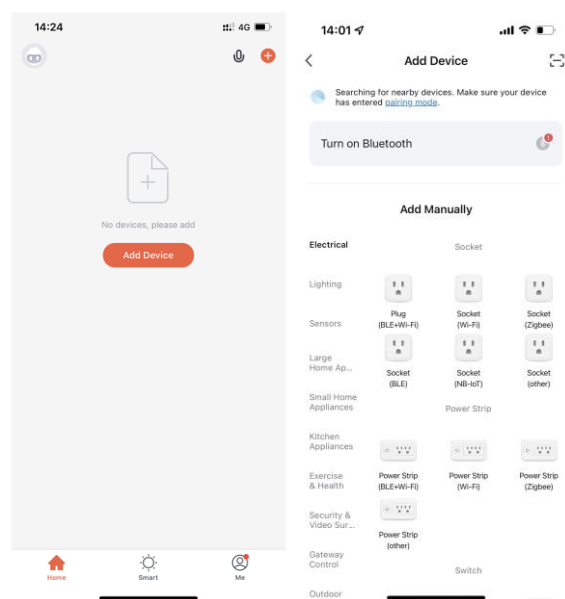 14:24
4G
No devices, please add
Add Device
Home
Smart
Me
14:01
Add Device
Searching for nearby devices. Make sure your device
has entered pairing mode.
Turn on Bluetooth
Add Manually
Electrical
Lighting
Sensors
Large
Home Ap...
Small Home
Appliances
Kitchen
Appliances
Exercise
& Health
Security &
Video Sur...
Gateway
Control
Outdoor
Socket
Plug
(BLE+Wi-Fi)
Socket
(Wi-Fi)
Socket
(Zigbee)
Socket
(BLE)
Socket
(NB-IoT)
Socket
(other)
Power Strip
Power Strip
(BLE+Wi-Fi)
Power Strip
(Wi-Fi)
Power Strip
(Zigbee)
Power Strip
(other)
Switch